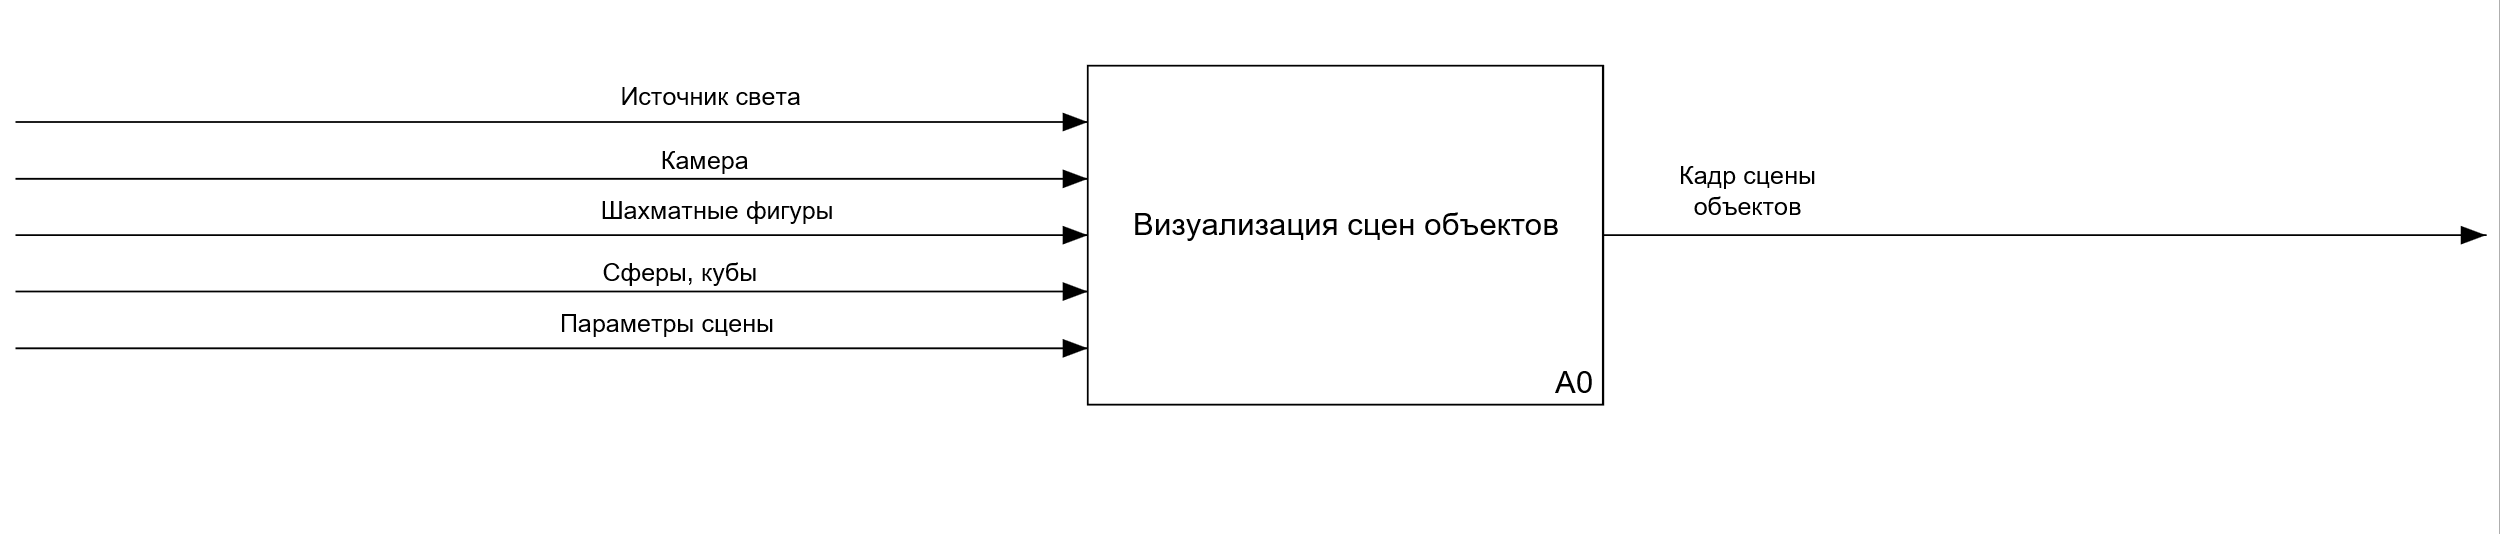 Источник света
Камера
Шахматные фигуры
Сферы, кубы
Параметры сцены
Визуализация сцен объектов
A0
Кадр сцены
объектов